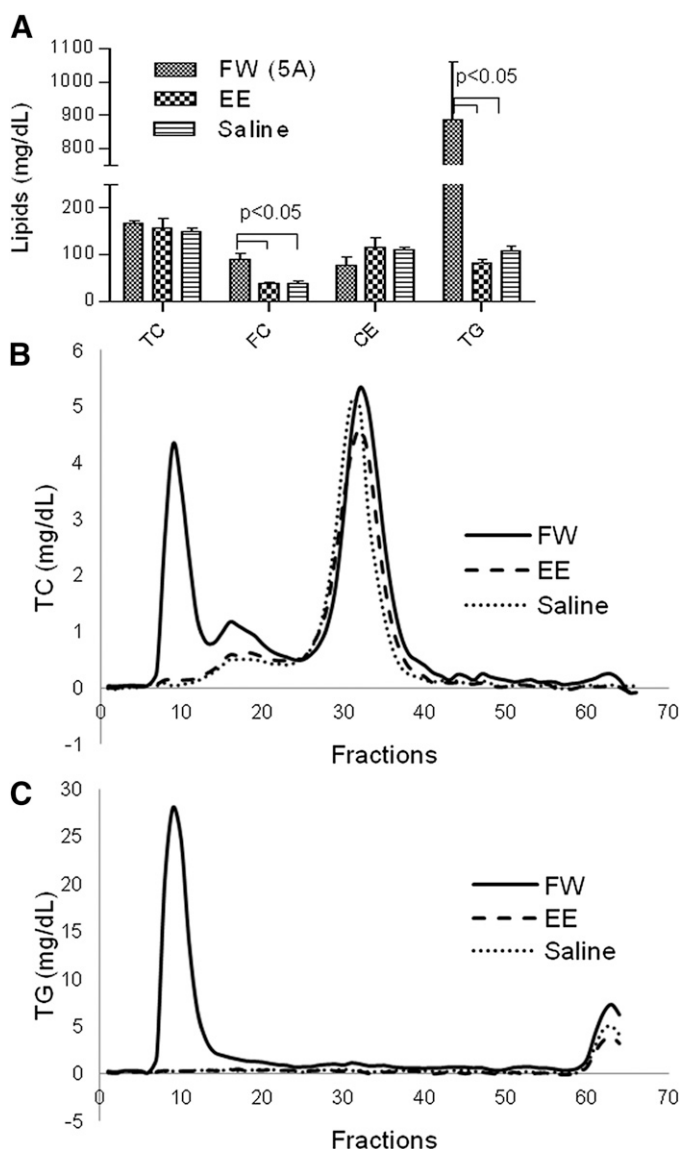 A
1100
1000
900
800
200
100
0
Lipids (mg/dL)
FW (5A)
EE
Saline
p<0.05
p<0.05
TC
FC
CE
TG
B
6
5
4
3
2
1
0
-1
TC (mg/dL)
FW
EE
Saline
0 10 20 30 40 50 60 70
Fractions
C
30
25
20
15
10
5
0
-5
TG (mg/dL)
FW
EE
Saline
0 10 20 30 40 50 60 70
Fractions